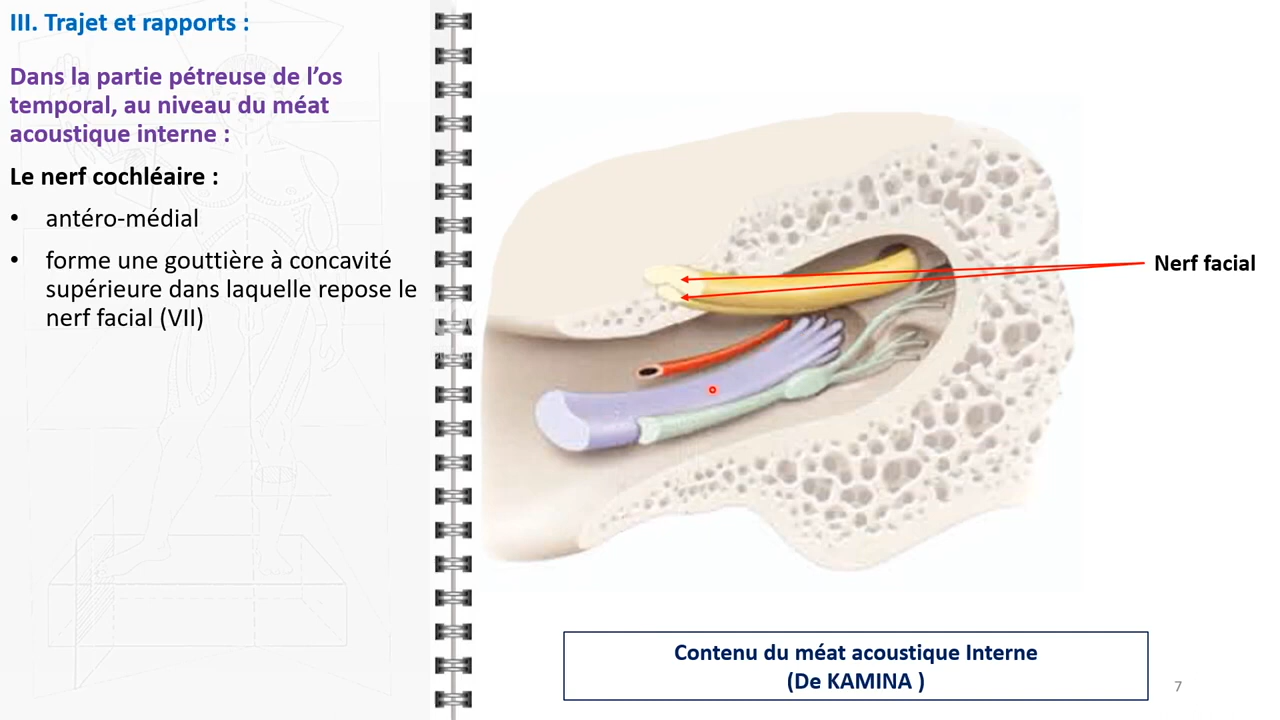 III. Trajet et rapports :
Dans la partie pétreuse de l’os
temporal, au niveau du méat
acoustique interne :
Le nerf cochléaire :
• antéro-médial
• forme une gouttière à concavité
supérieure dans laquelle repose le
nerf facial (VII)
Nerf facial
Contenu du méat acoustique Interne
(De KAMINA )
7